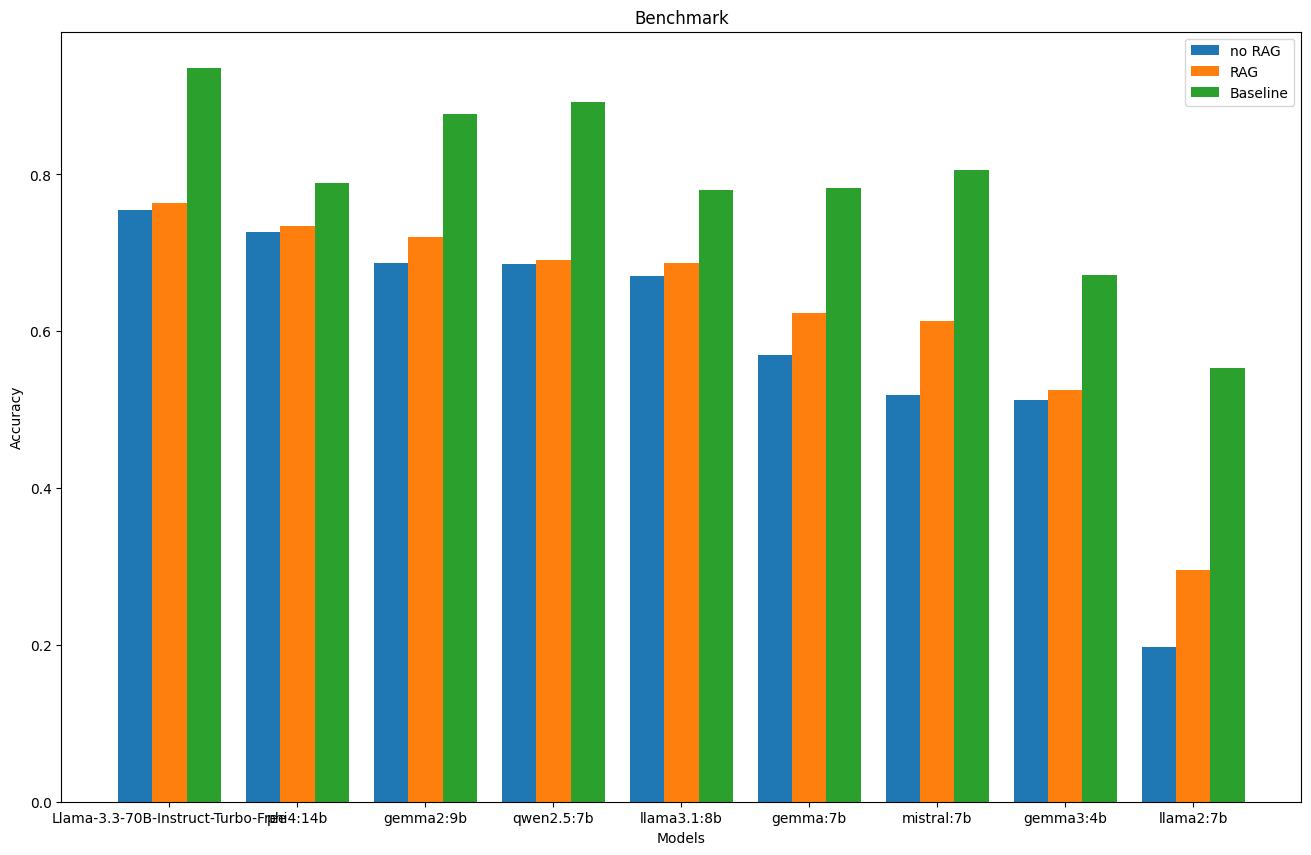 Benchmark
no RAG
RAG
Baseline
Accuracy
0.8
0.6
0.4
0.2
0.0
Llama-3.3-70B-Instruct-Turbo-Free phi4:14b gemma2:9b qwen2.5:7b llama3.1:8b gemma:7b mistral:7b gemma3:4b llama2:7b
Models